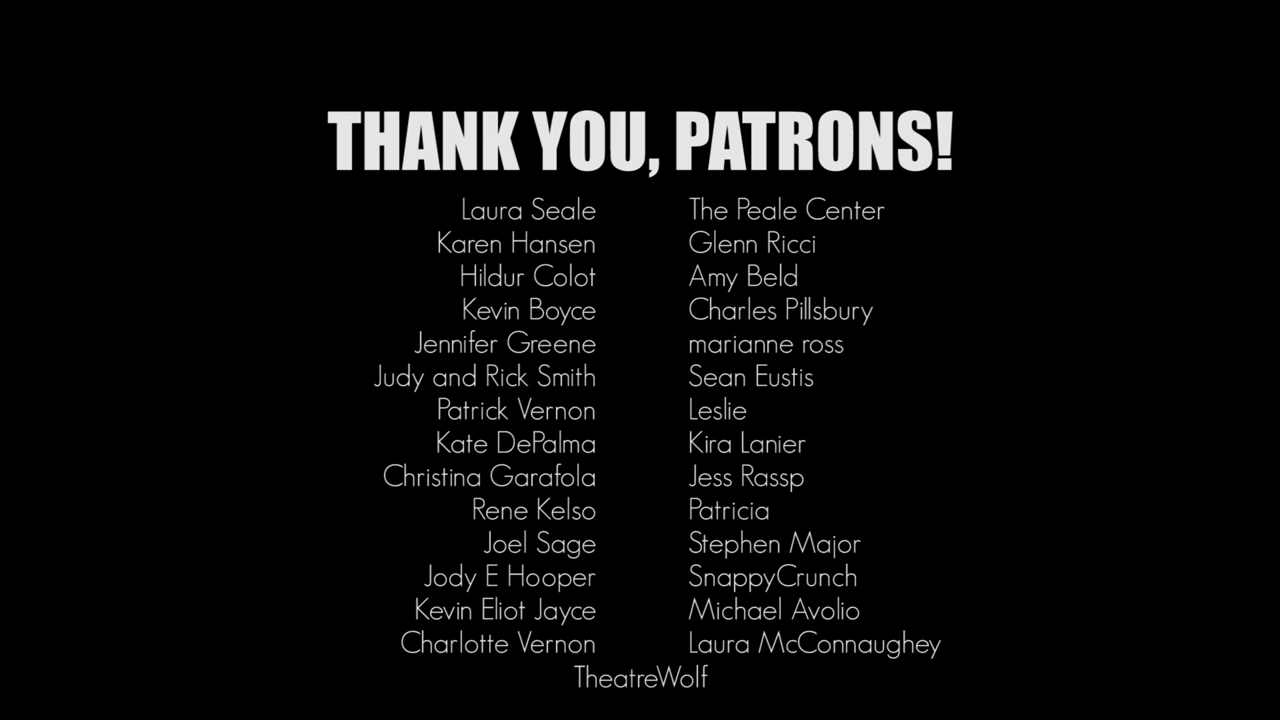 THANK YOU, PATRONS!
Laura Seale The Peale Center
Karen Hansen Glenn Ricci
Hildur Colot Amy Beld
Kevin Boyce Charles Pillsbury
Jennifer Greene marianne ross
Judy and Rick Smith Sean Eustis
Patrick Vernon Leslie
Kate DePalma Kira Lanier
Christina Garafola Jess Rassp
Rene Kelso Patricia
Joel Sage Stephen Major
Jody E Hooper SnappyCrunch
Kevin Eliot Jayce Michael Avolio
Charlotte Vernon Laura McConnaughey
TheatreWolf